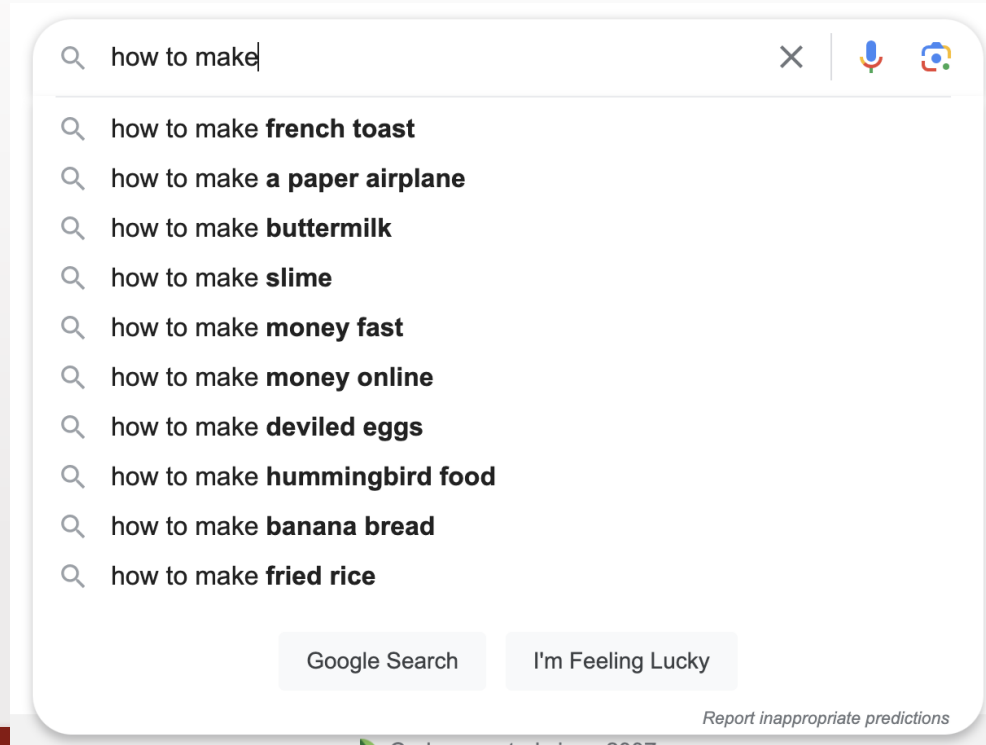 how to make
how to make french toast
how to make a paper airplane
how to make buttermilk
how to make slime
how to make money fast
how to make money online
how to make deviled eggs
how to make hummingbird food
how to make banana bread
how to make fried rice
Google Search I'm Feeling Lucky
Report inappropriate predictions